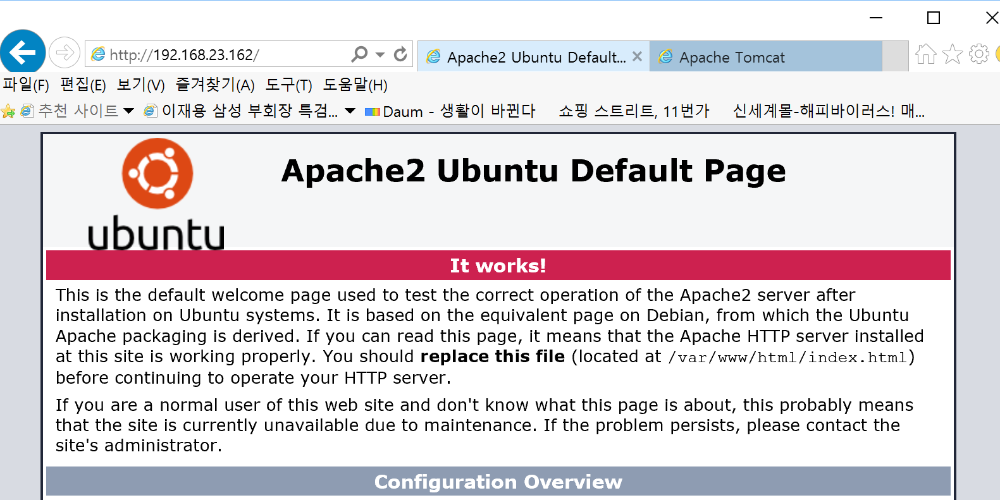 http://192.168.23.162/
Apache2 Ubuntu Default...
Apache Tomcat
파일(F) 편집(E) 보기(V) 즐겨찾기(A) 도구(T) 도움말(H)
추천 사이트 이재용 삼성 부회장 특검... Daum - 생활이 바뀐다 쇼핑 스트리트, 11번가 신세계몰-해피바이러스! 매...
ubuntu
Apache2 Ubuntu Default Page
It works!
This is the default welcome page used to test the correct operation of the Apache2 server after
installation on Ubuntu systems. It is based on the equivalent page on Debian, from which the Ubuntu
Apache packaging is derived. If you can read this page, it means that the Apache HTTP server installed
at this site is working properly. You should replace this file (located at /var/www/html/index.html)
before continuing to operate your HTTP server.
If you are a normal user of this web site and don't know what this page is about, this probably means
that the site is currently unavailable due to maintenance. If the problem persists, please contact the
site's administrator.
Configuration Overview